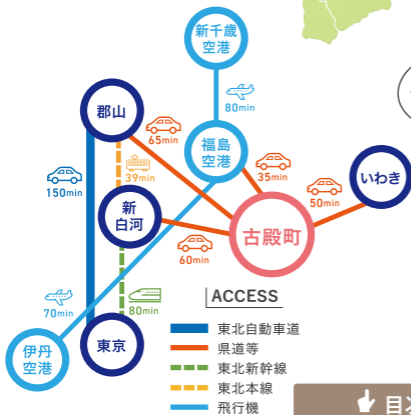 新千歳
空港
80min
郡山
65min
福島
空港
35min
いわき
39min
150min
50min
新
白河
古殿町
60min
ACCESS
80min
70min
東北自動車道
伊丹
空港
東京
県道等
東北新幹線
東北本線
飛行機
目次